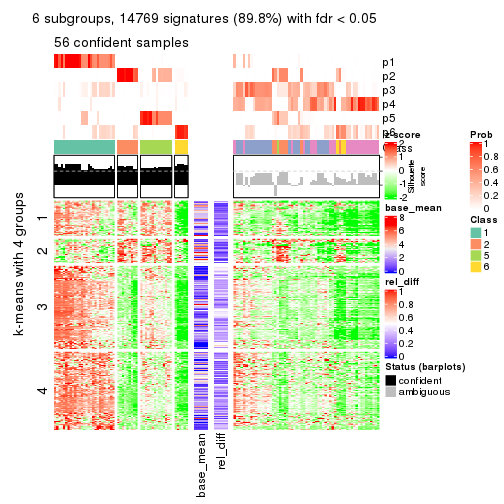 6 subgroups, 14769 signatures (89.8%) with fdr < 0.05
56 confident samples
p1
p2
p3
p4
p5
p6
Class
Silhouette
score
k-means with 4 groups
1
2
3
4
base_mean
rel_diff
z_score
2
1
0
-1
-2
base_mean
8
6
4
2
0
rel_diff
1
0.8
0.6
0.4
0.2
0
Status (barplots)
confident
ambiguous
Prob
1
0.8
0.6
0.4
0.2
0
Class
1
2
5
6